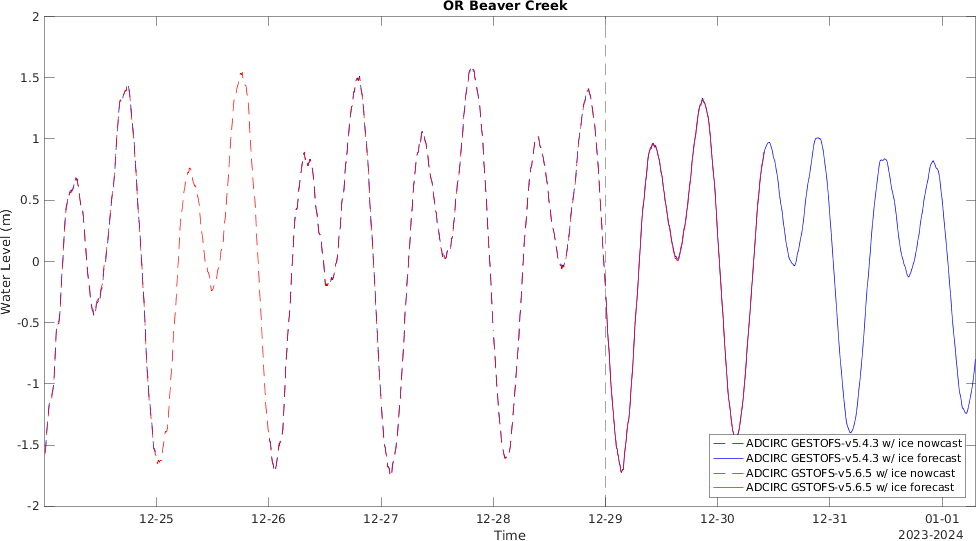 OR Beaver Creek
2
1.5
1
0.5
0
-0.5
-1
-1.5
-2
Water Level (m)
12-25
12-26
12-27
12-28
12-29
12-30
12-31
01-01
Time
2023-2024
ADCIRC GESTOFS-v5.4.3 w/ ice nowcast
ADCIRC GESTOFS-v5.4.3 w/ ice forecast
ADCIRC GSTOFS-v5.6.5 w/ ice nowcast
ADCIRC GSTOFS-v5.6.5 w/ ice forecast